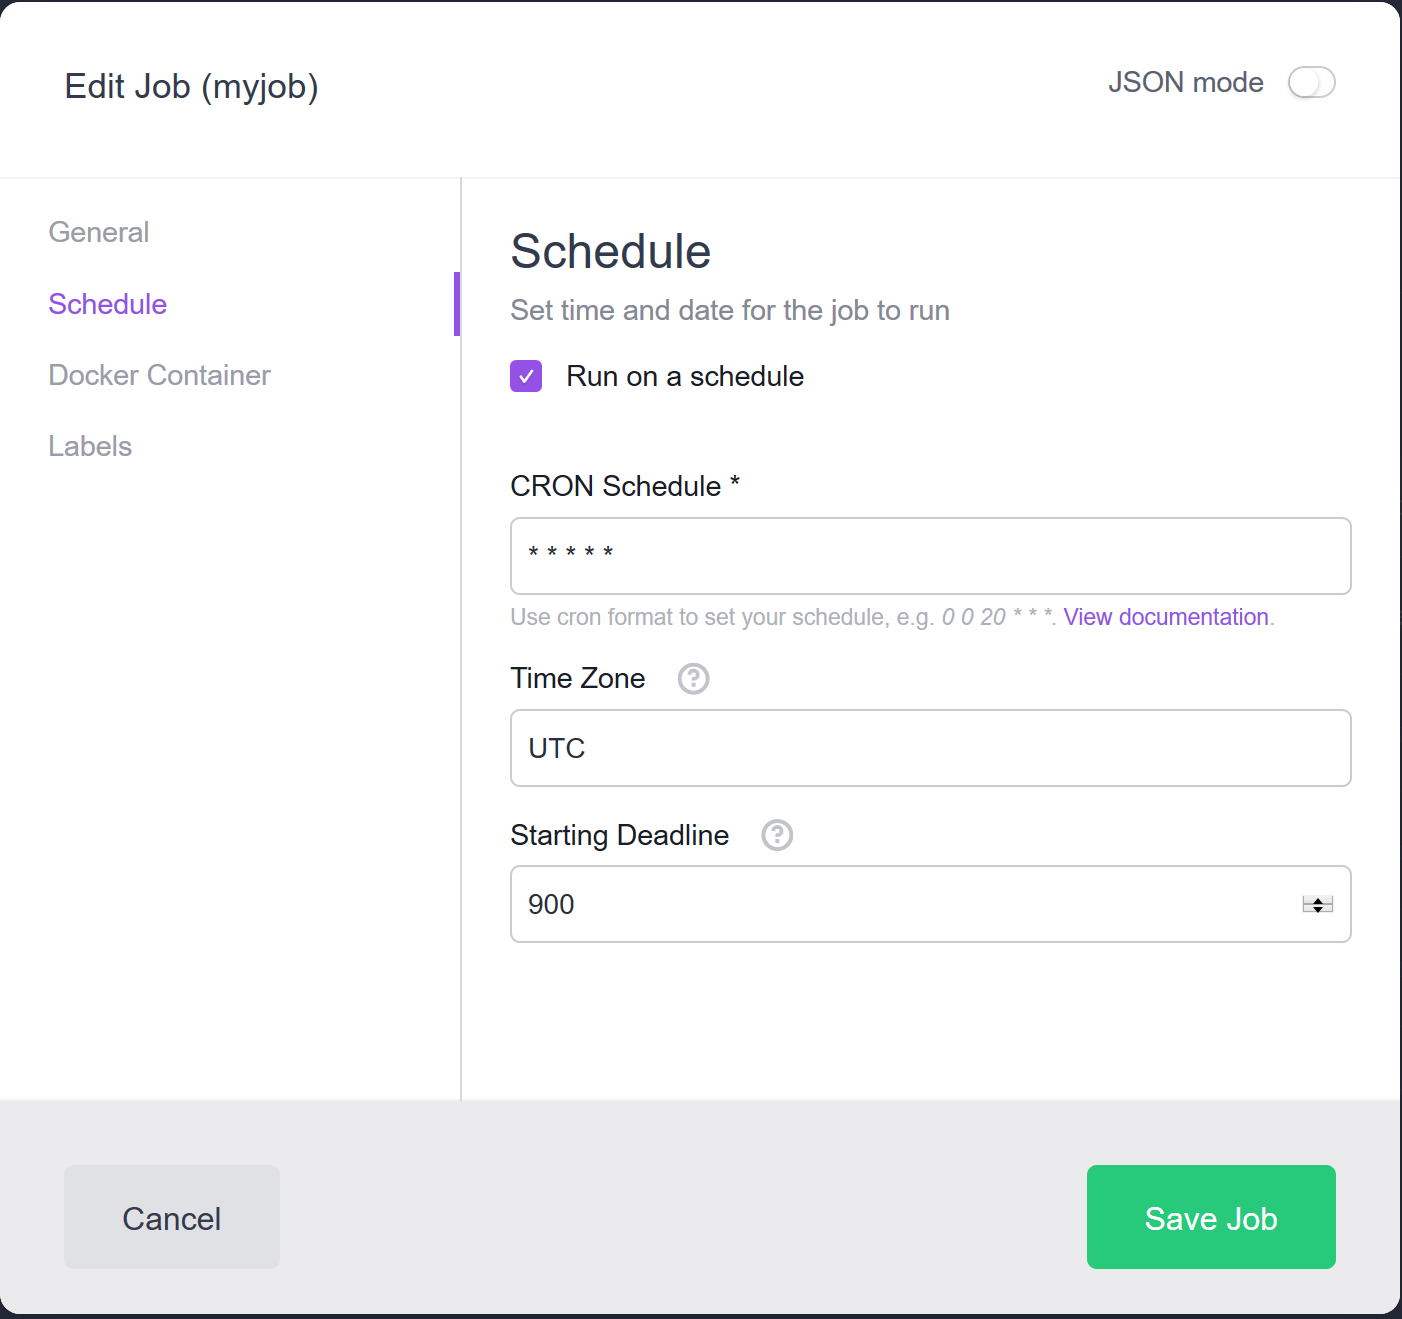 Edit Job (myjob)
JSON mode
General
Schedule
Docker Container
Labels
Schedule
Set time and date for the job to run
Run on a schedule
CRON Schedule *
* * * * *
Use cron format to set your schedule, e.g. 0 0 20 * * *. View documentation.
Time Zone ?
UTC
Starting Deadline ?
900
Cancel
Save Job